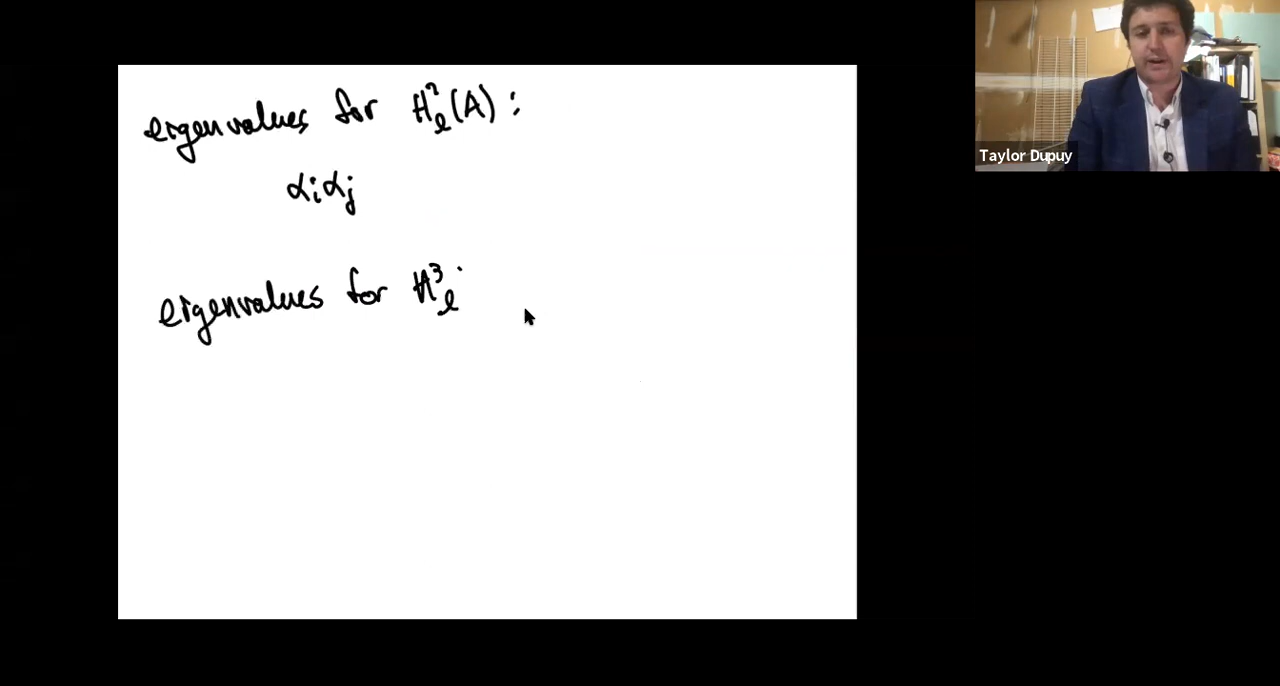 eigenvalues for H²ℓ(A) :
αᵢαⱼ
eigenvalues for H³ℓ
Taylor Dupuy